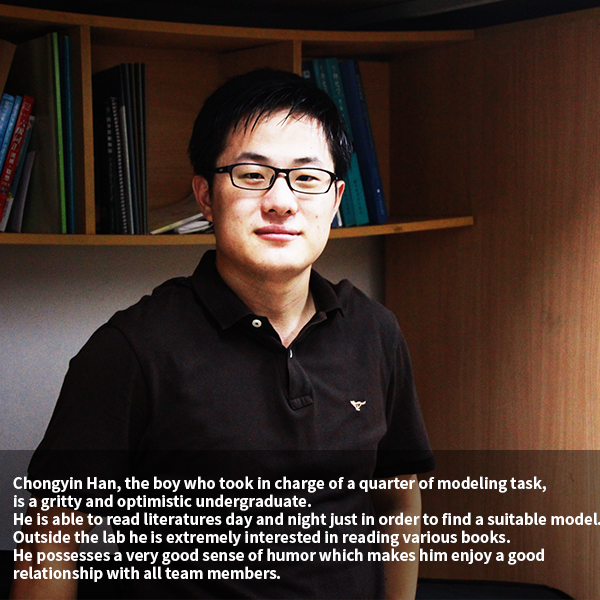 Chongyin Han, the boy who took in charge of a quarter of modeling task,
is a gritty and optimistic undergraduate.
He is able to read literatures day and night just in order to find a suitable model.
Outside the lab he is extremely interested in reading various books.
He possesses a very good sense of humor which makes him enjoy a good
relationship with all team members.